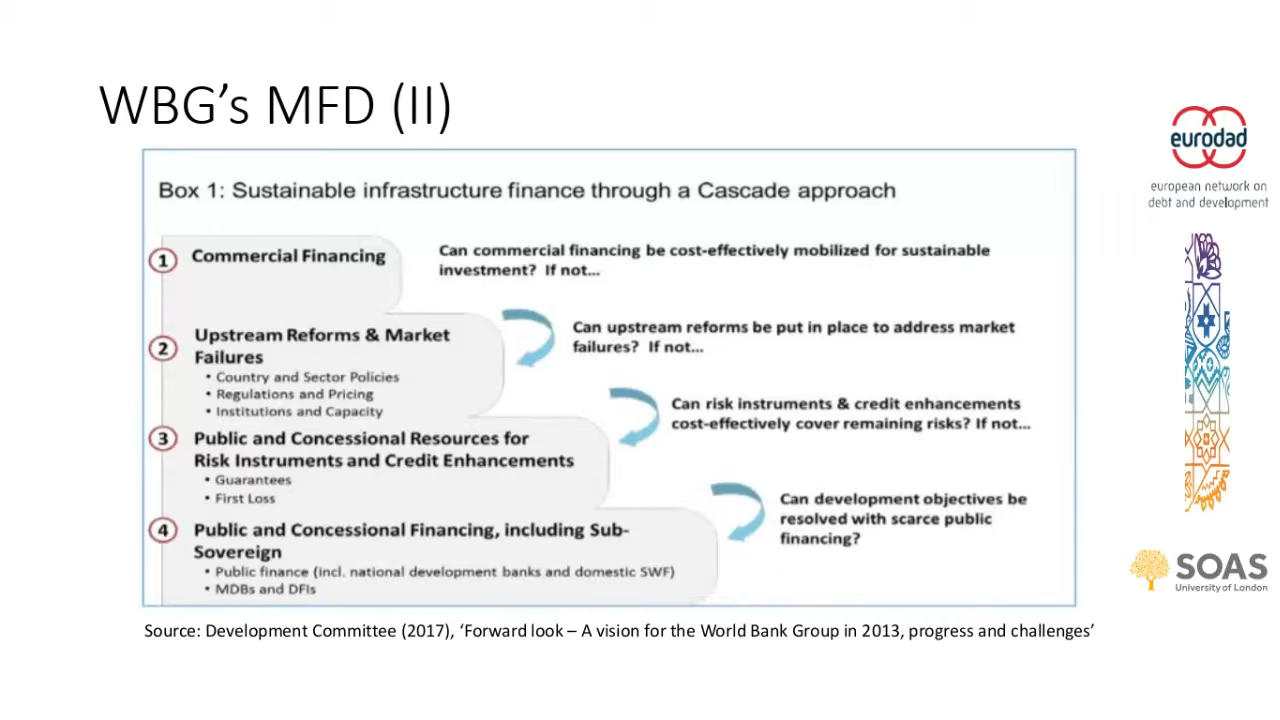 WBG's MFD (II)
Box 1: Sustainable infrastructure finance through a Cascade approach
1
Commercial Financing
Can commercial financing be cost-effectively mobilized for sustainable
investment? If not...
2
Upstream Reforms & Market
Failures
• Country and Sector Policies
• Regulations and Pricing
• Institutions and Capacity
Can upstream reforms be put in place to address market
failures? If not...
3
Public and Concessional Resources for
Risk Instruments and Credit Enhancements
• Guarantees
• First Loss
Can risk instruments & credit enhancements
cost-effectively cover remaining risks? If not...
4
Public and Concessional Financing, including Sub-
Sovereign
• Public finance (incl. national development banks and domestic SWF)
• MDBs and DFIs
Can development objectives be
resolved with scarce public
financing?
Source: Development Committee (2017), 'Forward look – A vision for the World Bank Group in 2013, progress and challenges'
eurodad
european network on
debt and development
SOAS
University of London